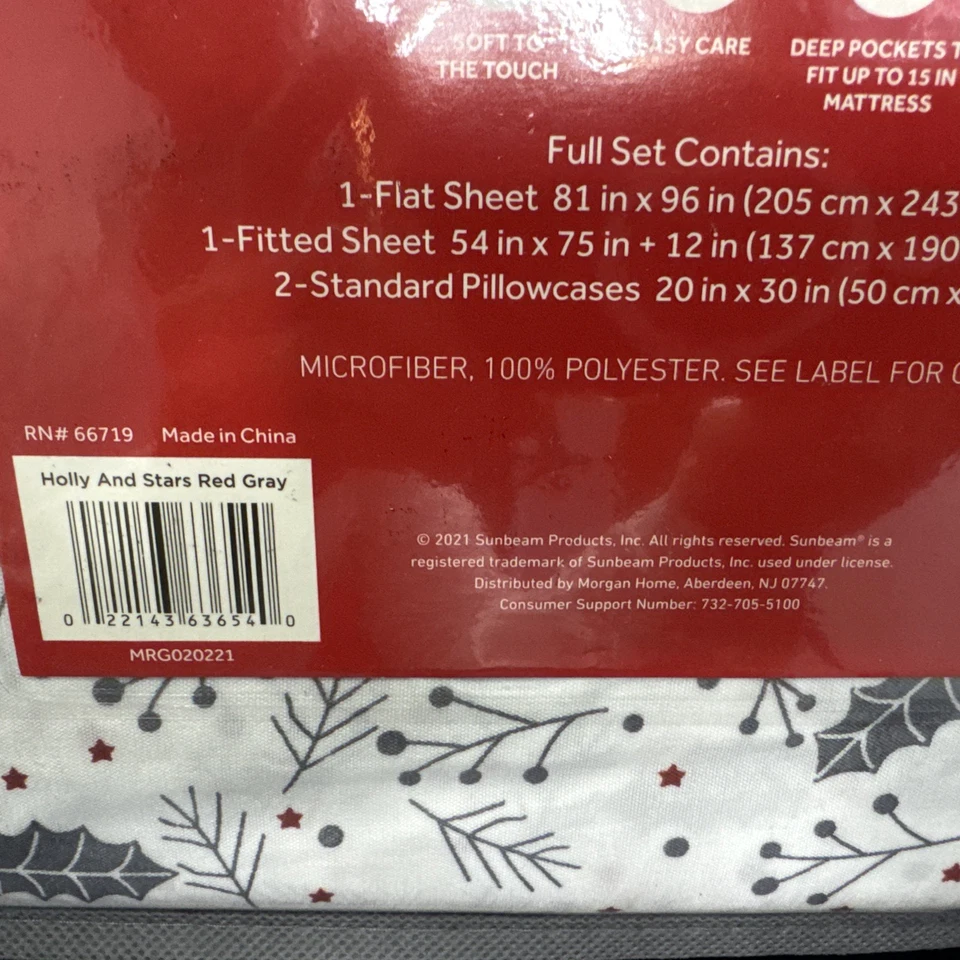 SOFT TO EASY CARE DEEP POCKETS T
THE TOUCH FIT UP TO 15 IN
MATTRESS
Full Set Contains:
1-Flat Sheet 81 in x 96 in (205 cm x 243
1-Fitted Sheet 54 in x 75 in + 12 in (137 cm x 190
2-Standard Pillowcases 20 in x 30 in (50 cm x
MICROFIBER, 100% POLYESTER. SEE LABEL FOR
RN# 66719 Made in China
Holly And Stars Red Gray
0 22143 63654 0
MRG020221
© 2021 Sunbeam Products, Inc. All rights reserved. Sunbeam® is a
registered trademark of Sunbeam Products, Inc. used under license.
Distributed by Morgan Home, Aberdeen, NJ 07747.
Consumer Support Number: 732-705-5100